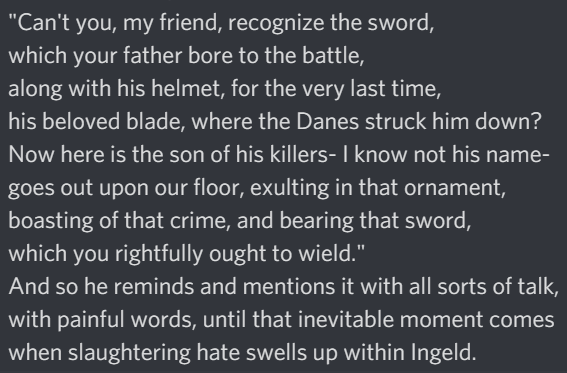 "Can't you, my friend, recognize the sword,
which your father bore to the battle,
along with his helmet, for the very last time,
his beloved blade, where the Danes struck him down?
Now here is the son of his killers- I know not his name-
goes out upon our floor, exulting in that ornament,
boasting of that crime, and bearing that sword,
which you rightfully ought to wield."
And so he reminds and mentions it with all sorts of talk,
with painful words, until that inevitable moment comes
when slaughtering hate swells up within Ingeld.